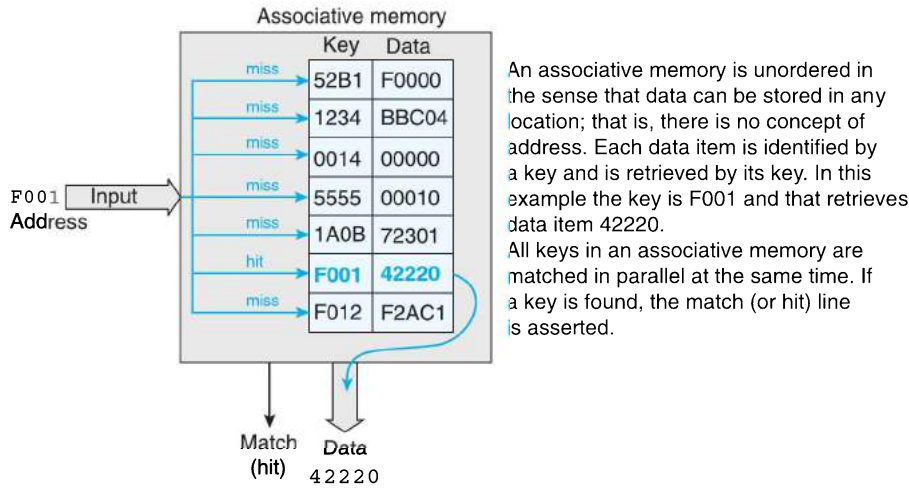 Associative memory
Key Data
miss 52B1 F0000
miss 1234 BBC04
miss 0014 00000
F001 Input miss 5555 00010
Address
miss 1A0B 72301
hit F001 42220
miss F012 F2AC1
Match Data
(hit) 42220
An associative memory is unordered in
the sense that data can be stored in any
location; that is, there is no concept of
address. Each data item is identified by
a key and is retrieved by its key. In this
example the key is F001 and that retrieves
data item 42220.
All keys in an associative memory are
matched in parallel at the same time. If
a key is found, the match (or hit) line
is asserted.